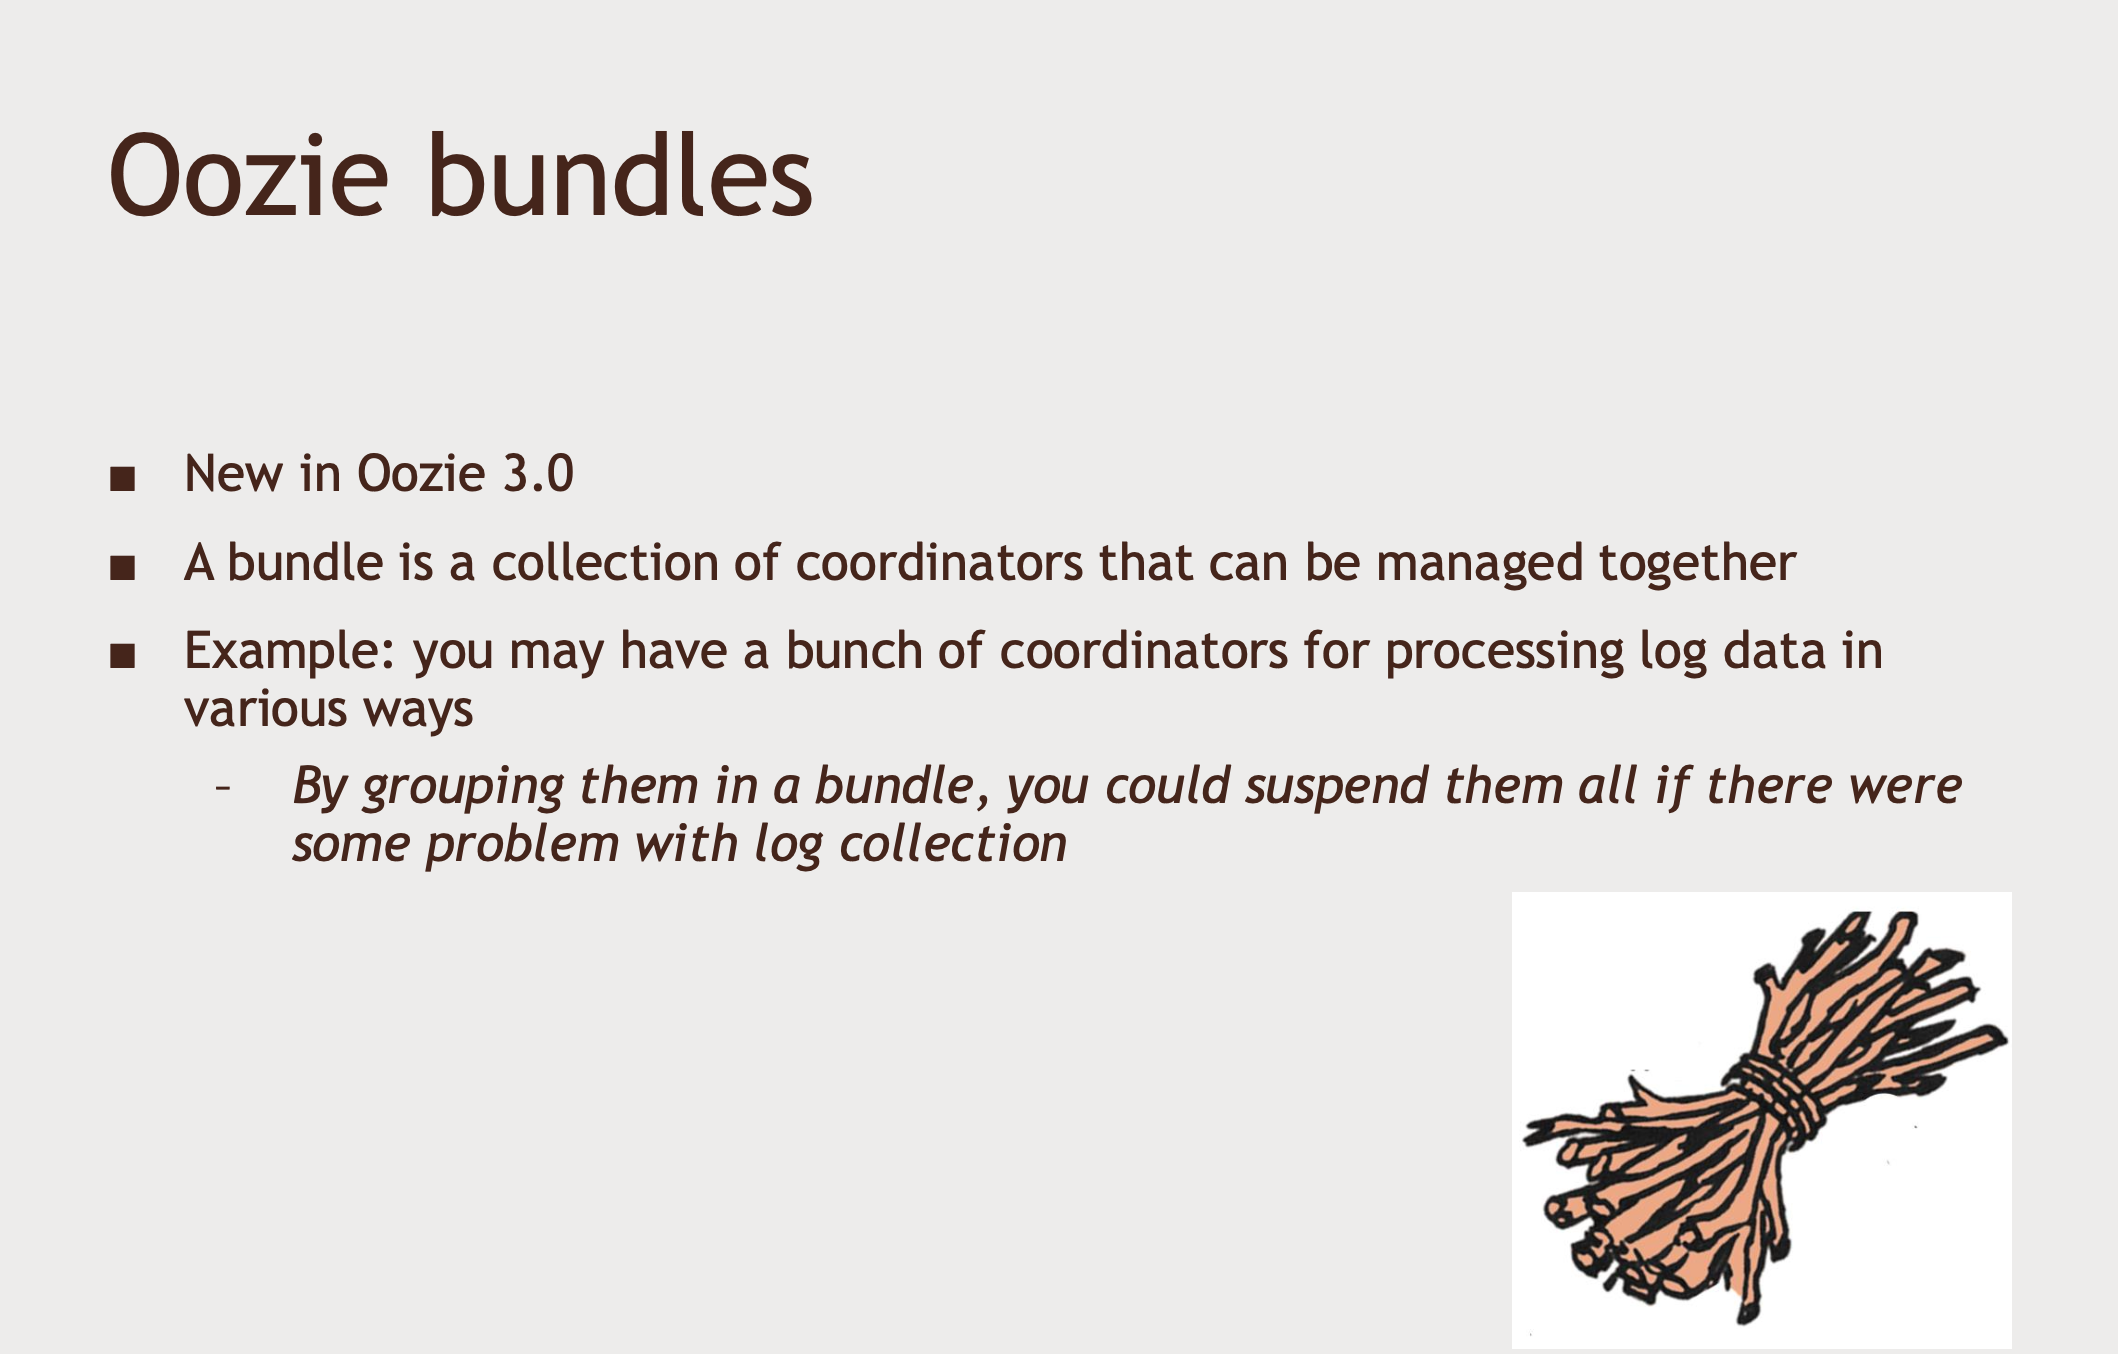 Oozie bundles
■ New in Oozie 3.0
■ A bundle is a collection of coordinators that can be managed together
■ Example: you may have a bunch of coordinators for processing log data in
various ways
– By grouping them in a bundle, you could suspend them all if there were
some problem with log collection